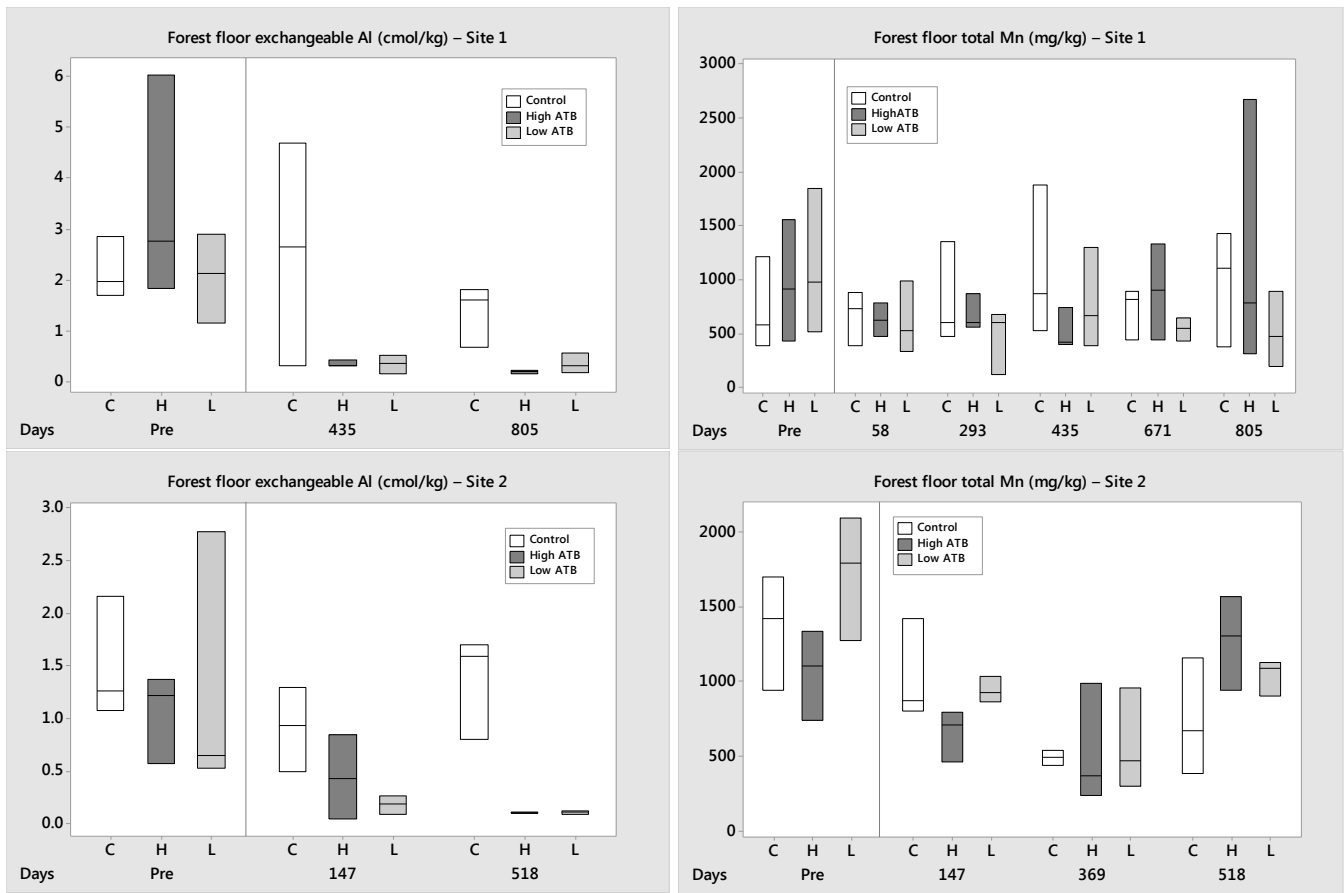 Forest floor exchangeable Al (cmol/kg) – Site 1
6
5
4
3
2
1
0
Control
High ATB
Low ATB
C H L C H L C H L
Days Pre 435 805
Forest floor total Mn (mg/kg) – Site 1
3000
2500
2000
1500
1000
500
0
Control
HighATB
Low ATB
C H L C H L C H L C H L C H L C H L
Days Pre 58 293 435 671 805
Forest floor exchangeable Al (cmol/kg) – Site 2
3.0
2.5
2.0
1.5
1.0
0.5
0.0
Control
High ATB
Low ATB
C H L C H L C H L
Days Pre 147 518
Forest floor total Mn (mg/kg) – Site 2
2000
1500
1000
500
0
Control
High ATB
Low ATB
C H L C H L C H L C H L
Days Pre 147 369 518